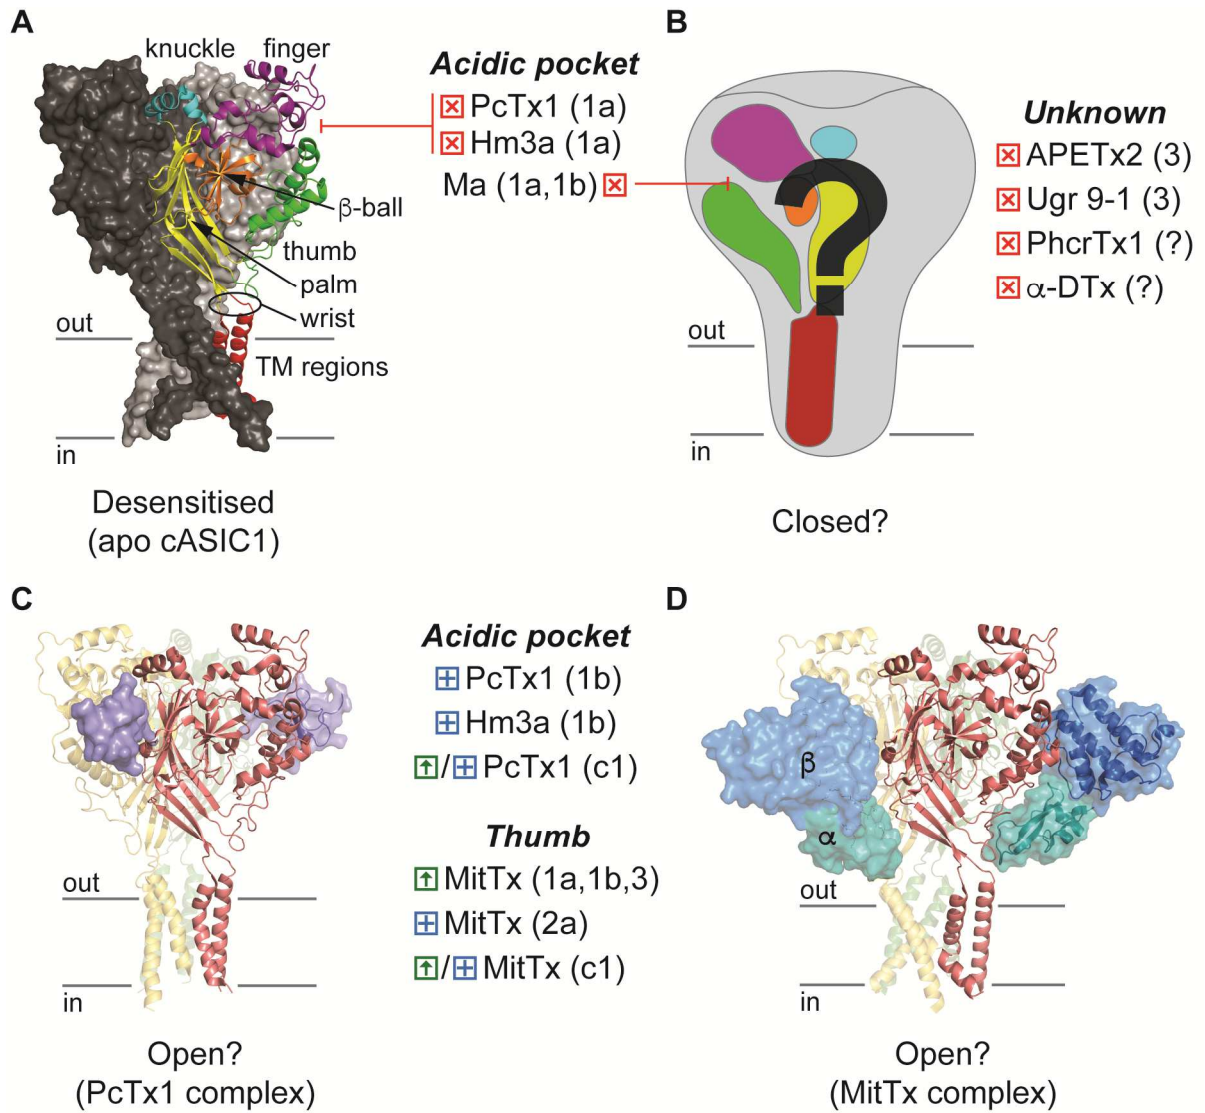 A
knuckle
finger
β-ball
thumb
palm
wrist
out
TM regions
in
Desensitised
(apo cASIC1)
Acidic pocket
PcTx1 (1a)
Hm3a (1a)
Ma (1a,1b)
B
?
out
in
Closed?
Unknown
APETx2 (3)
Ugr 9-1 (3)
PhcrTx1 (?)
α-DTx (?)
C
out
in
Open?
(PcTx1 complex)
Acidic pocket
PcTx1 (1b)
Hm3a (1b)
/ PcTx1 (c1)
Thumb
MitTx (1a,1b,3)
MitTx (2a)
/ MitTx (c1)
D
β
α
out
in
Open?
(MitTx complex)